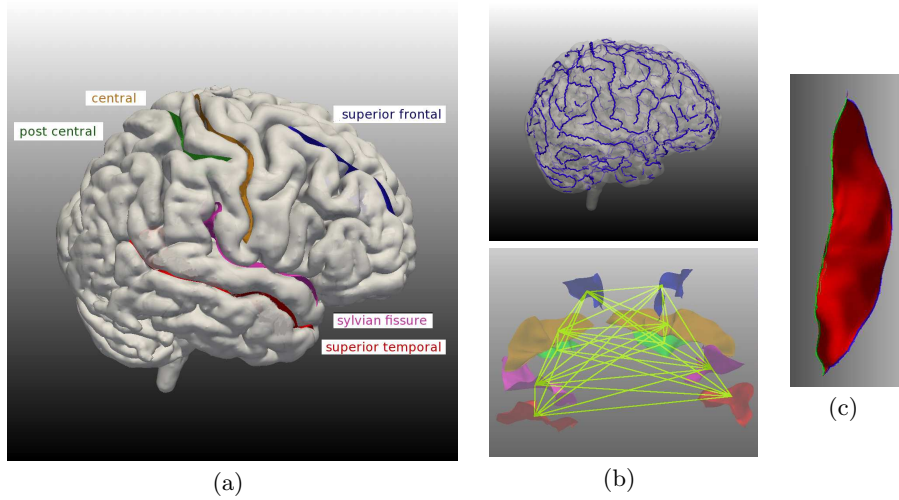 central
superior frontal
post central
sylvian fissure
superior temporal
(a)
(b)
(c)